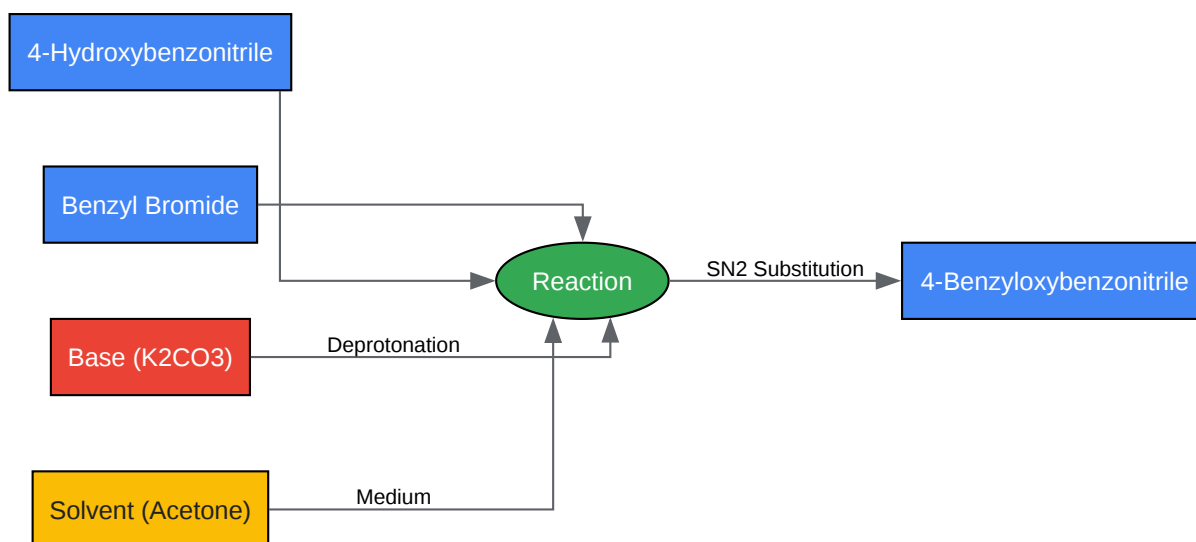 4-Hydroxybenzonitrile
Benzyl Bromide
Reaction
SN2 Substitution
4-Benzyloxybenzonitrile
Base (K2CO3)
Deprotonation
Solvent (Acetone)
Medium